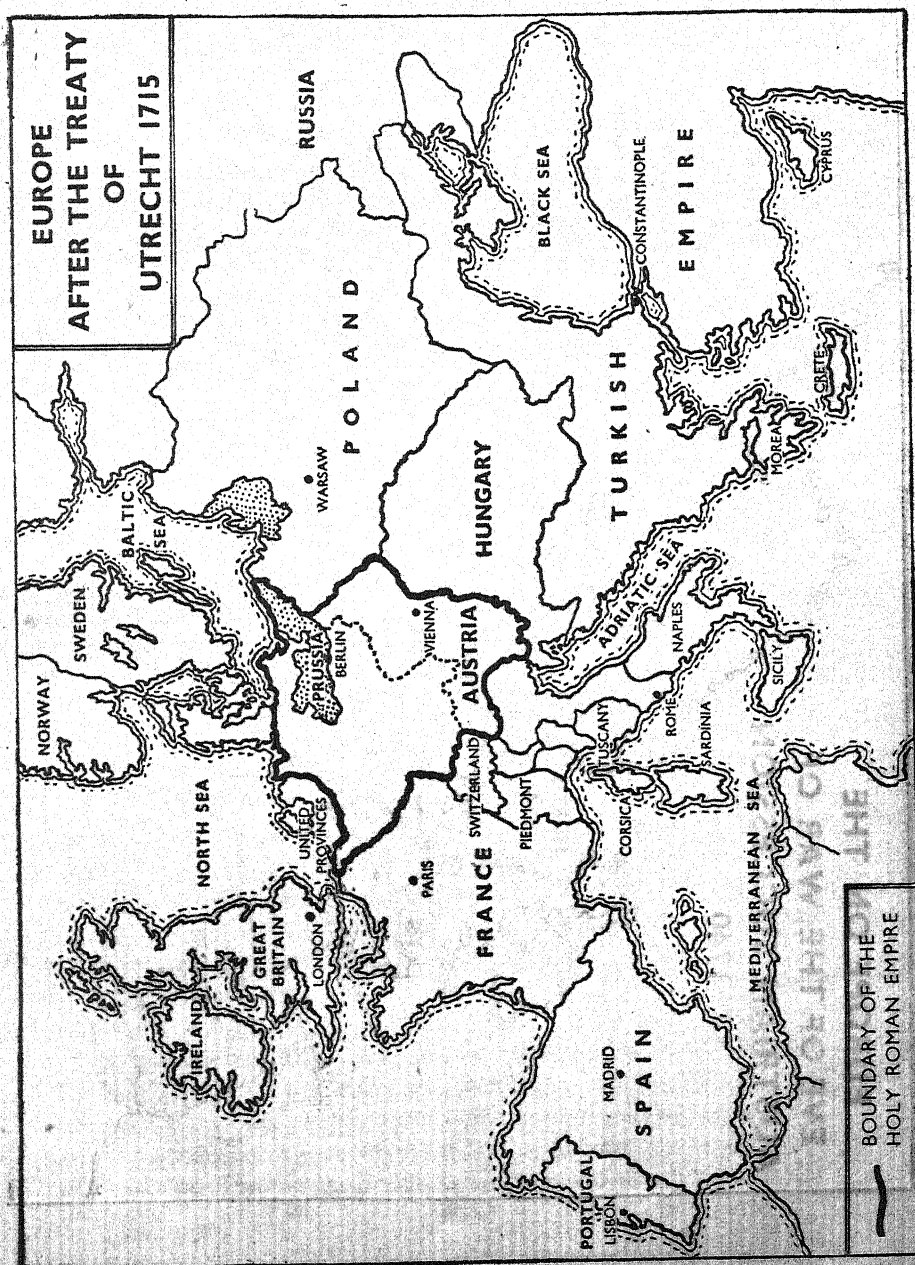 EUROPE
AFTER THE TREATY
OF
UTRECHT 1715
NORWAY
SWEDEN
BALTIC
SEA
RUSSIA
NORTH SEA
IRELAND
GREAT
BRITAIN
LONDON
UNITED
PROVINCES
PRUSSIA
BERLIN
WARSAW
POLAND
PARIS
FRANCE
SWITZERLAND
AUSTRIA
VIENNA
HUNGARY
PIEDMONT
TUSCANY
ADRIATIC SEA
TURKISH
EMPIRE
BLACK SEA
CONSTANTINOPLE
PORTUGAL
LISBON
MADRID
SPAIN
CORSICA
SARDINIA
ROME
NAPLES
SICILY
MEDITERRANEAN SEA
MOREA
CRETE
CYPRUS
BOUNDARY OF THE
HOLY ROMAN EMPIRE